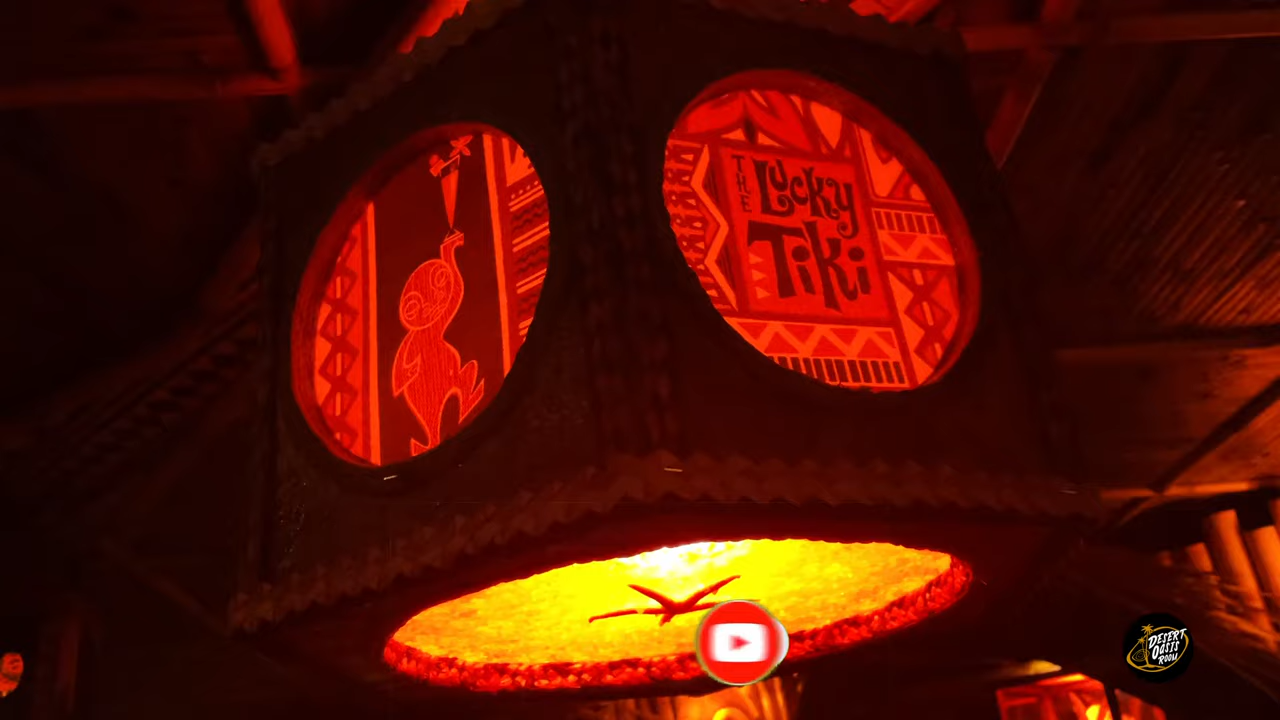 THE
Lucky
Tiki
DESERT
OASIS
ROOM